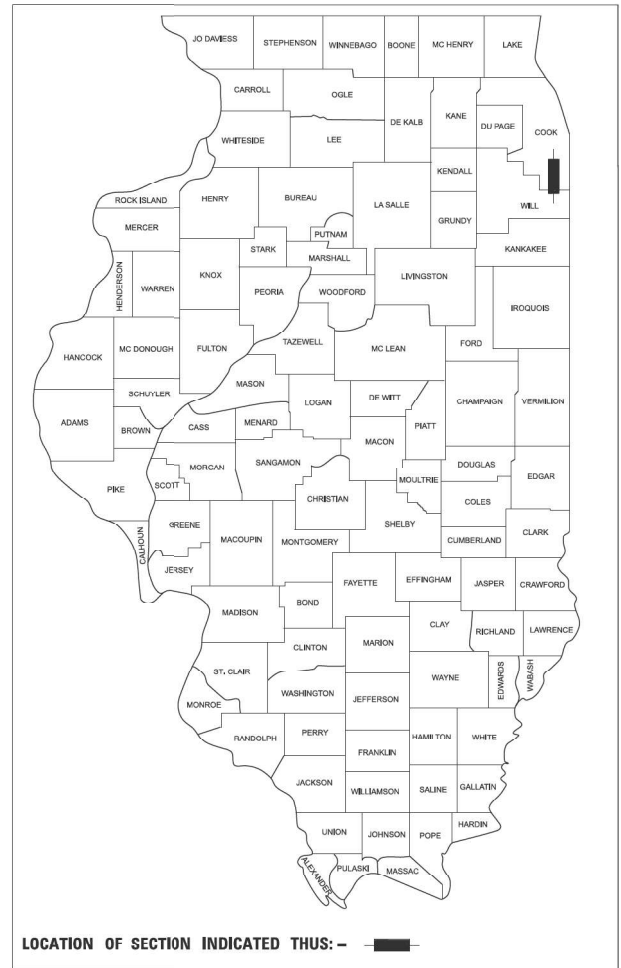 JO DAVIESS
STEPHENSON
WINNEBAGO
BOONE
MC HENRY
LAKE
CARROLL
OGLE
DE KALB
KANE
DU PAGE
COOK
WHITESIDE
LEE
KENDALL
WILL
ROCK ISLAND
HENRY
BUREAU
LA SALLE
GRUNDY
MERCER
PUTNAM
STARK
MARSHALL
KANKAKEE
HENDERSON
WARREN
KNOX
PEORIA
WOODFORD
LIVINGSTON
IROQUOIS
HANCOCK
MC DONOUGH
FULTON
TAZEWELL
MC LEAN
FORD
MASON
SCHUYLER
LOGAN
DE WITT
CHAMPAIGN
VERMILION
ADAMS
BROWN
CASS
MENARD
MACON
PIATT
PIKE
SCOTT
MORGAN
SANGAMON
MOULTRIE
DOUGLAS
EDGAR
CHRISTIAN
COLES
CALHOUN
GREENE
MACOUPIN
MONTGOMERY
SHELBY
CUMBERLAND
CLARK
JERSEY
FAYETTE
EFFINGHAM
JASPER
CRAWFORD
MADISON
BOND
CLAY
RICHLAND
LAWRENCE
CLINTON
MARION
ST. CLAIR
WAYNE
EDWARDS
WABASH
WASHINGTON
JEFFERSON
MONROE
RANDOLPH
PERRY
HAMILTON
WHITE
FRANKLIN
JACKSON
WILLIAMSON
SALINE
GALLATIN
UNION
JOHNSON
POPE
HARDIN
ALEXANDER
PULASKI
MASSAC
LOCATION OF SECTION INDICATED THUS: –